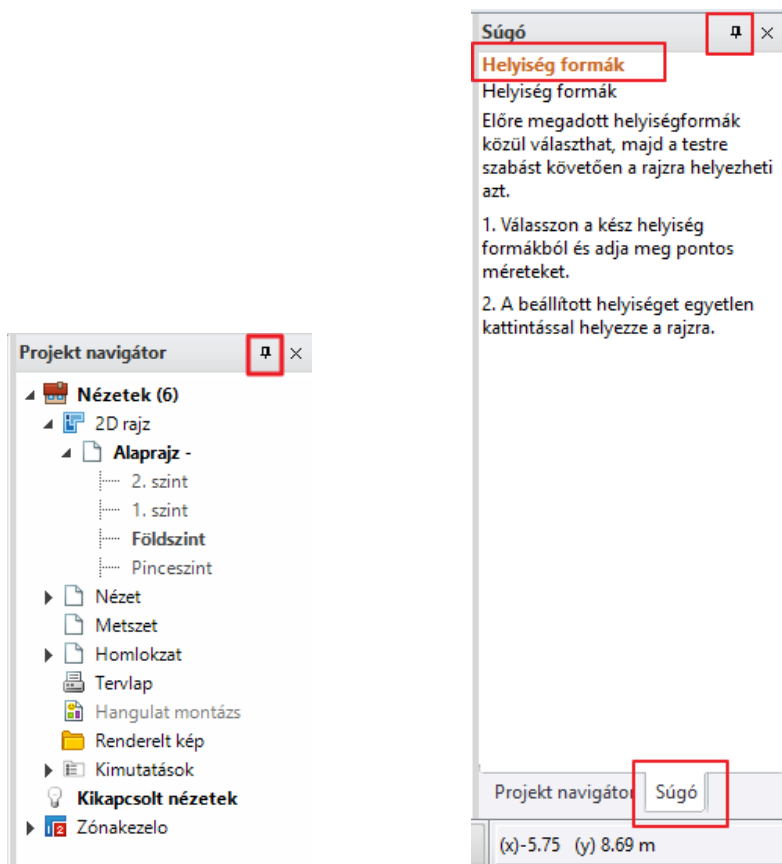 Súgó
Helyiség formák
Helyiség formák
Előre megadott helyiségformák
közül választhat, majd a testre
szabást követően a rajzra helyezheti
azt.
1. Válasszon a kész helyiség
formákból és adja meg pontos
méreteket.
2. A beállított helyiséget egyetlen
kattintással helyezze a rajzra.
Projekt navigátor
Nézetek (6)
2D rajz
Alaprajz -
2. szint
1. szint
Földszint
Pinceszint
Nézet
Metszet
Homlokzat
Tervlap
Hangulat montázs
Renderelt kép
Kimutatások
Kikapcsolt nézetek
Zónakezelo
Projekt navigátor Súgó
(x)-5.75 (y) 8.69 m